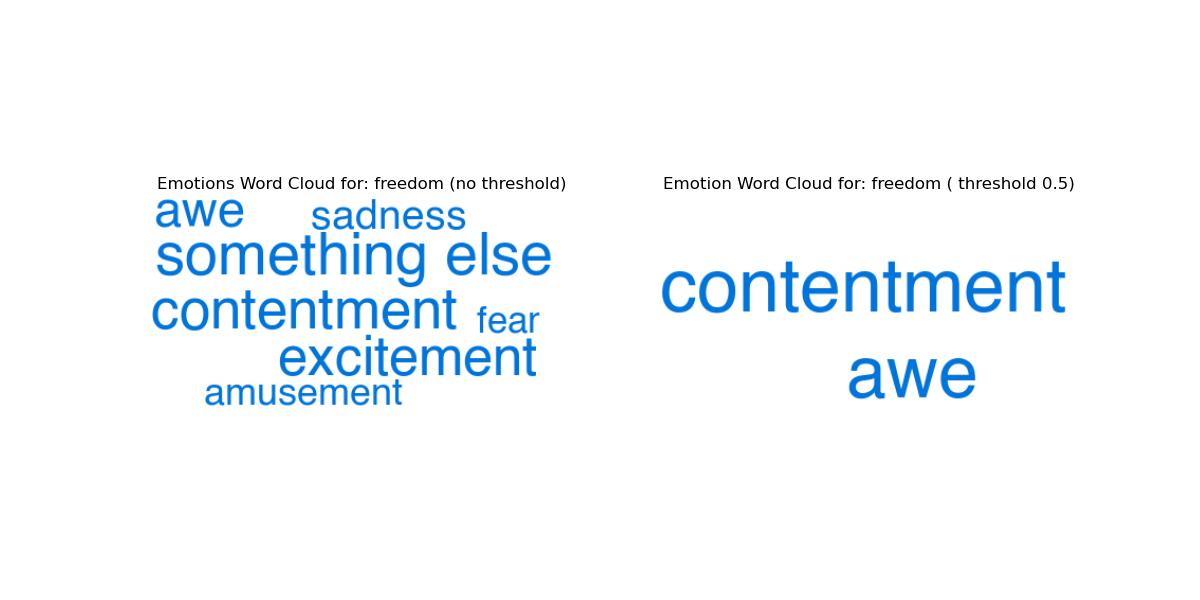 Emotions Word Cloud for: freedom (no threshold)
awe sadness
something else
contentment fear
excitement
amusement
Emotion Word Cloud for: freedom ( threshold 0.5)
contentment
awe